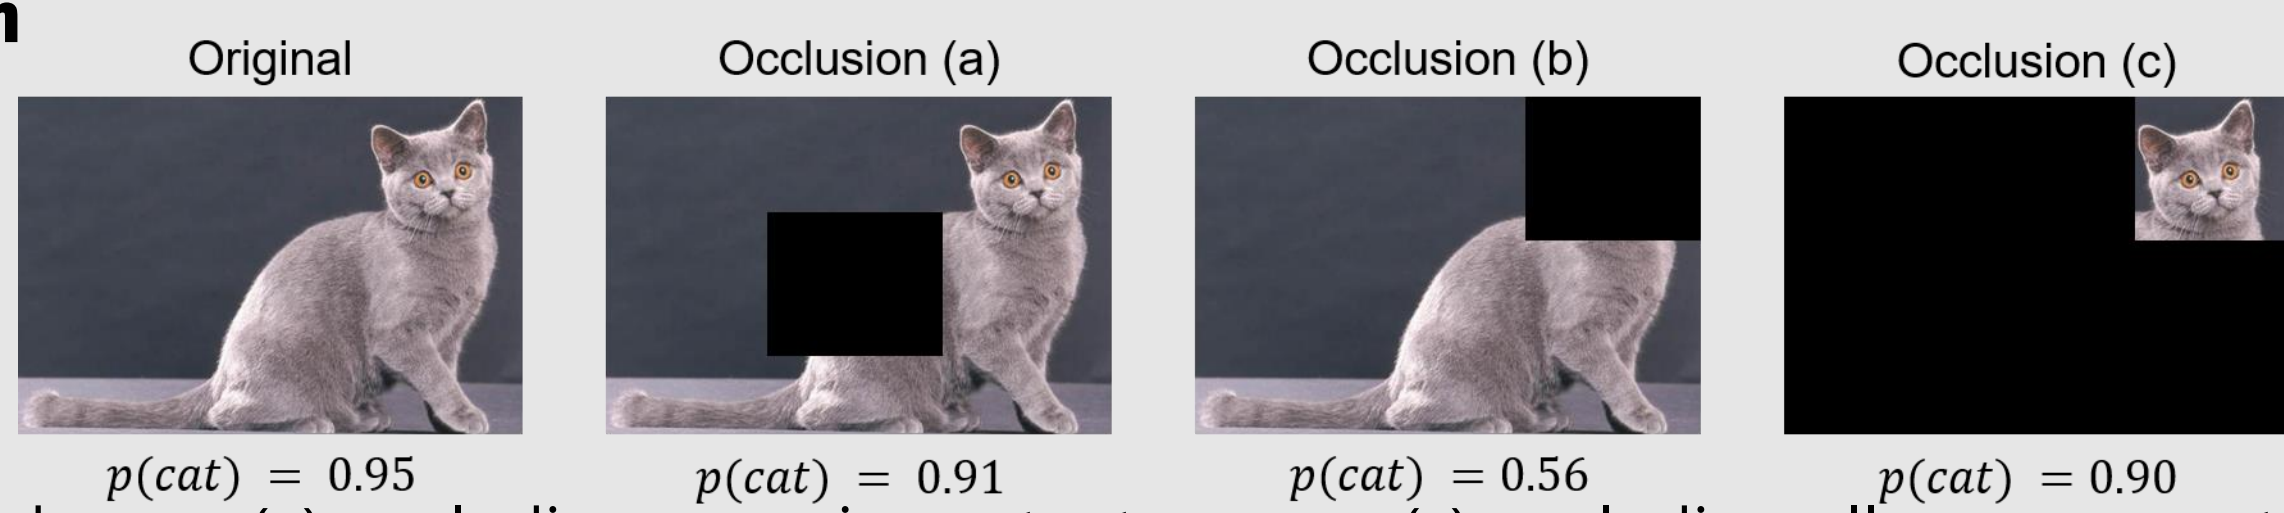 Original
Occlusion (a)
Occlusion (b)
Occlusion (c)
p(cat) = 0.95
p(cat) = 0.91
p(cat) = 0.56
p(cat) = 0.90